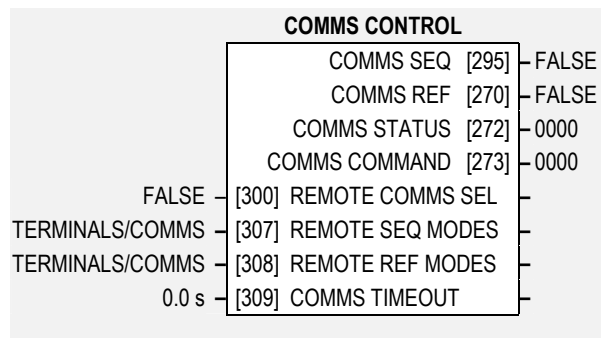 COMMS CONTROL
COMMS SEQ [295] – FALSE
COMMS REF [270] – FALSE
COMMS STATUS [272] – 0000
COMMS COMMAND [273] – 0000
FALSE – [300] REMOTE COMMS SEL –
TERMINALS/COMMS – [307] REMOTE SEQ MODES –
TERMINALS/COMMS – [308] REMOTE REF MODES –
0.0 s – [309] COMMS TIMEOUT –